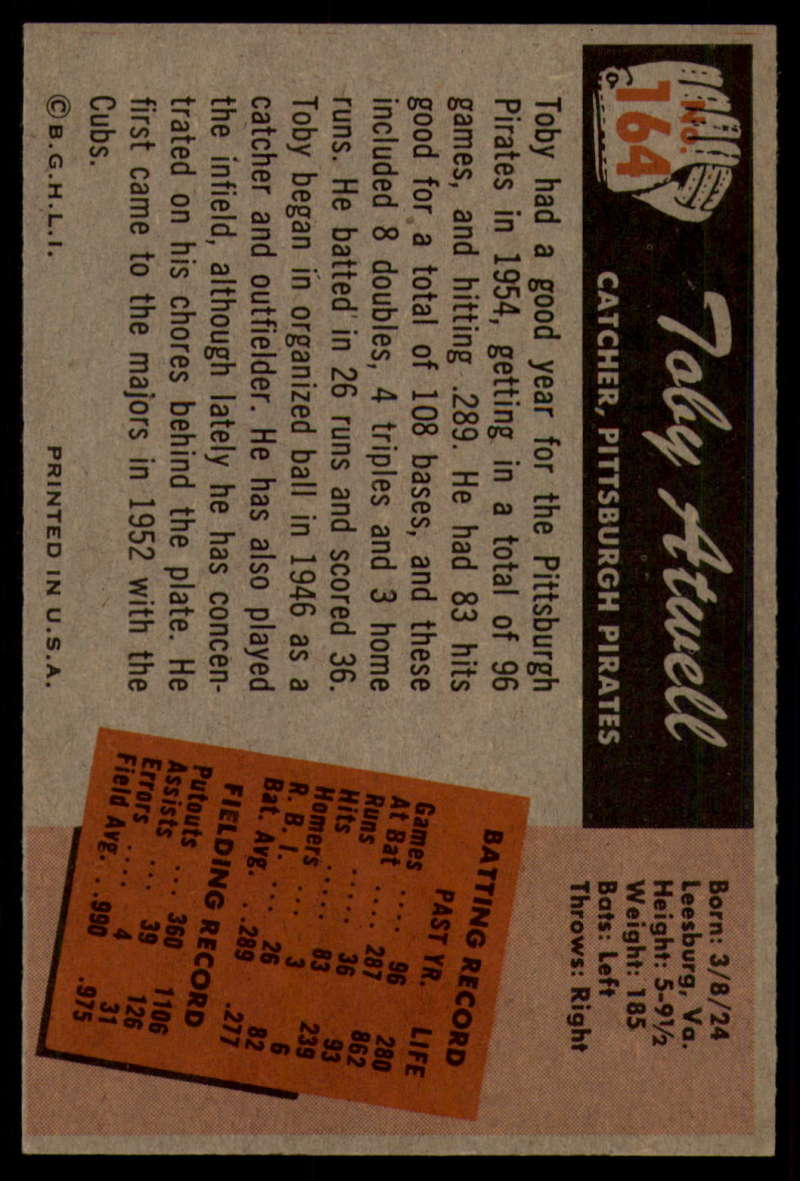 No.
164
Toby Atwell
CATCHER, PITTSBURGH PIRATES
Born: 3/8/24
Leesburg, Va.
Height: 5-9½
Weight: 185
Bats: Left
Throws: Right
Toby had a good year for the Pittsburgh
Pirates in 1954, getting in a total of 96
games, and hitting .289. He had 83 hits
good for a total of 108 bases, and these
included 8 doubles, 4 triples and 3 home
runs. He batted in 26 runs and scored 36.
Toby began in organized ball in 1946 as a
catcher and outfielder. He has also played
the infield, although lately he has concen-
trated on his chores behind the plate. He
first came to the majors in 1952 with the
Cubs.
© B.G.H.L.I. PRINTED IN U.S.A.
BATTING RECORD
PAST YR. LIFE
Games .... 96 280
At Bat .... 287 862
Runs ..... 36 93
Hits ..... 83 239
Homers ... 3 6
R. B. I. ... 26 82
Bat. Avg. . .289 .277
FIELDING RECORD
Putouts ... 360 1106
Assists ... 39 126
Errors .... 4 31
Field Avg. . .990 .975